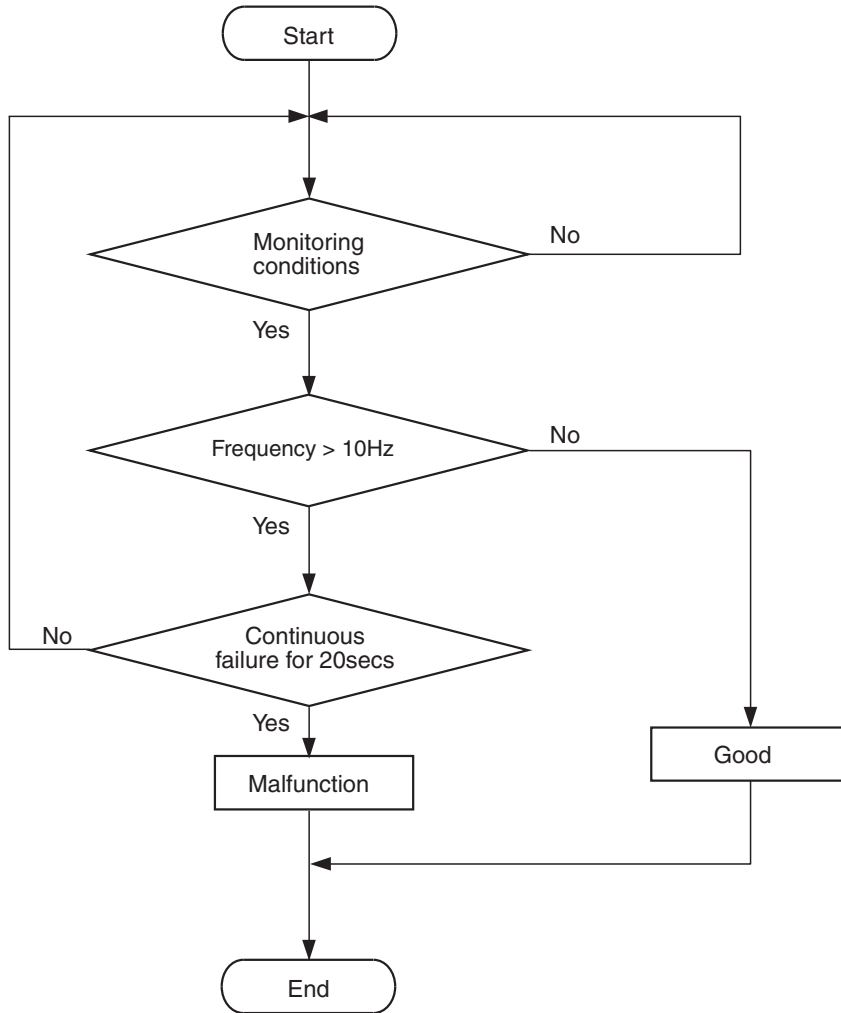 Start
Monitoring
conditions
No
Yes
Frequency > 10Hz
No
Yes
Continuous
failure for 20secs
No
Yes
Malfunction
Good
End